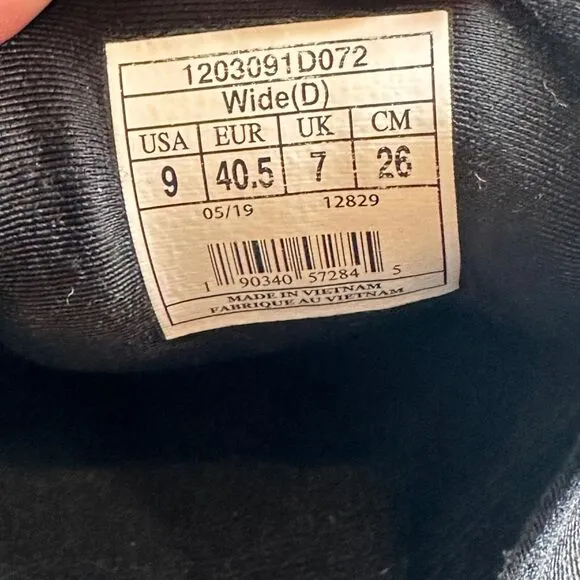 1203091D072
Wide(D)
USA EUR UK CM
9 40.5 7 26
05/19 12829
1 90340 57284 5
MADE IN VIETNAM
FABRIQUE AU VIETNAM